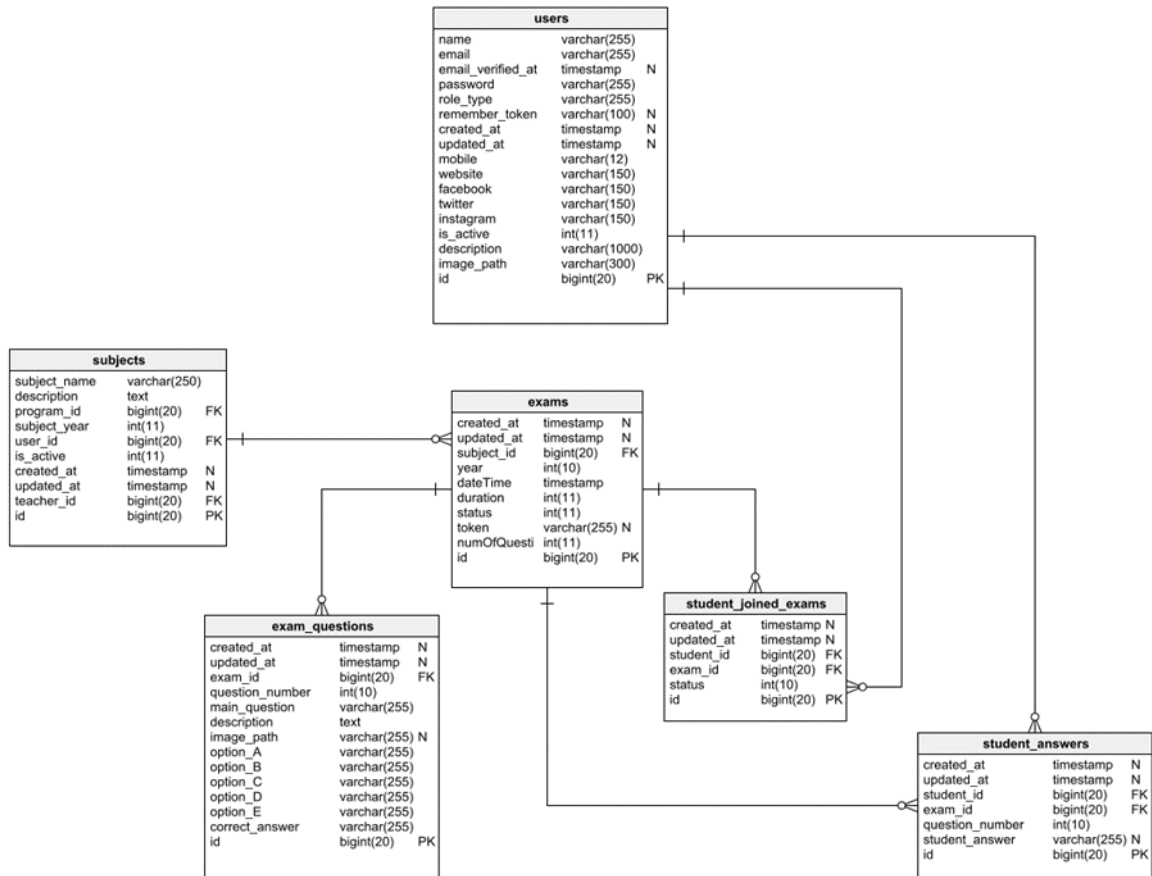 users
name varchar(255)
email varchar(255)
email_verified_at timestamp N
password varchar(255)
role_type varchar(255)
remember_token varchar(100) N
created_at timestamp N
updated_at timestamp N
mobile varchar(12)
website varchar(150)
facebook varchar(150)
twitter varchar(150)
instagram varchar(150)
is_active int(11)
description varchar(1000)
image_path varchar(300)
id bigint(20) PK
subjects
subject_name varchar(250)
description text
program_id bigint(20) FK
subject_year int(11)
user_id bigint(20) FK
is_active int(11)
created_at timestamp N
updated_at timestamp N
teacher_id bigint(20) FK
id bigint(20) PK
exams
created_at timestamp N
updated_at timestamp N
subject_id bigint(20) FK
year int(10)
dateTime timestamp
duration int(11)
status int(11)
token varchar(255) N
numOfQuesti int(11)
id bigint(20) PK
student_joined_exams
created_at timestamp N
updated_at timestamp N
student_id bigint(20) FK
exam_id bigint(20) FK
status int(10)
id bigint(20) PK
exam_questions
created_at timestamp N
updated_at timestamp N
exam_id bigint(20) FK
question_number int(10)
main_question varchar(255)
description text
image_path varchar(255) N
option_A varchar(255)
option_B varchar(255)
option_C varchar(255)
option_D varchar(255)
option_E varchar(255)
correct_answer varchar(255)
id bigint(20) PK
student_answers
created_at timestamp N
updated_at timestamp N
student_id bigint(20) FK
exam_id bigint(20) FK
question_number int(10)
student_answer varchar(255) N
id bigint(20) PK